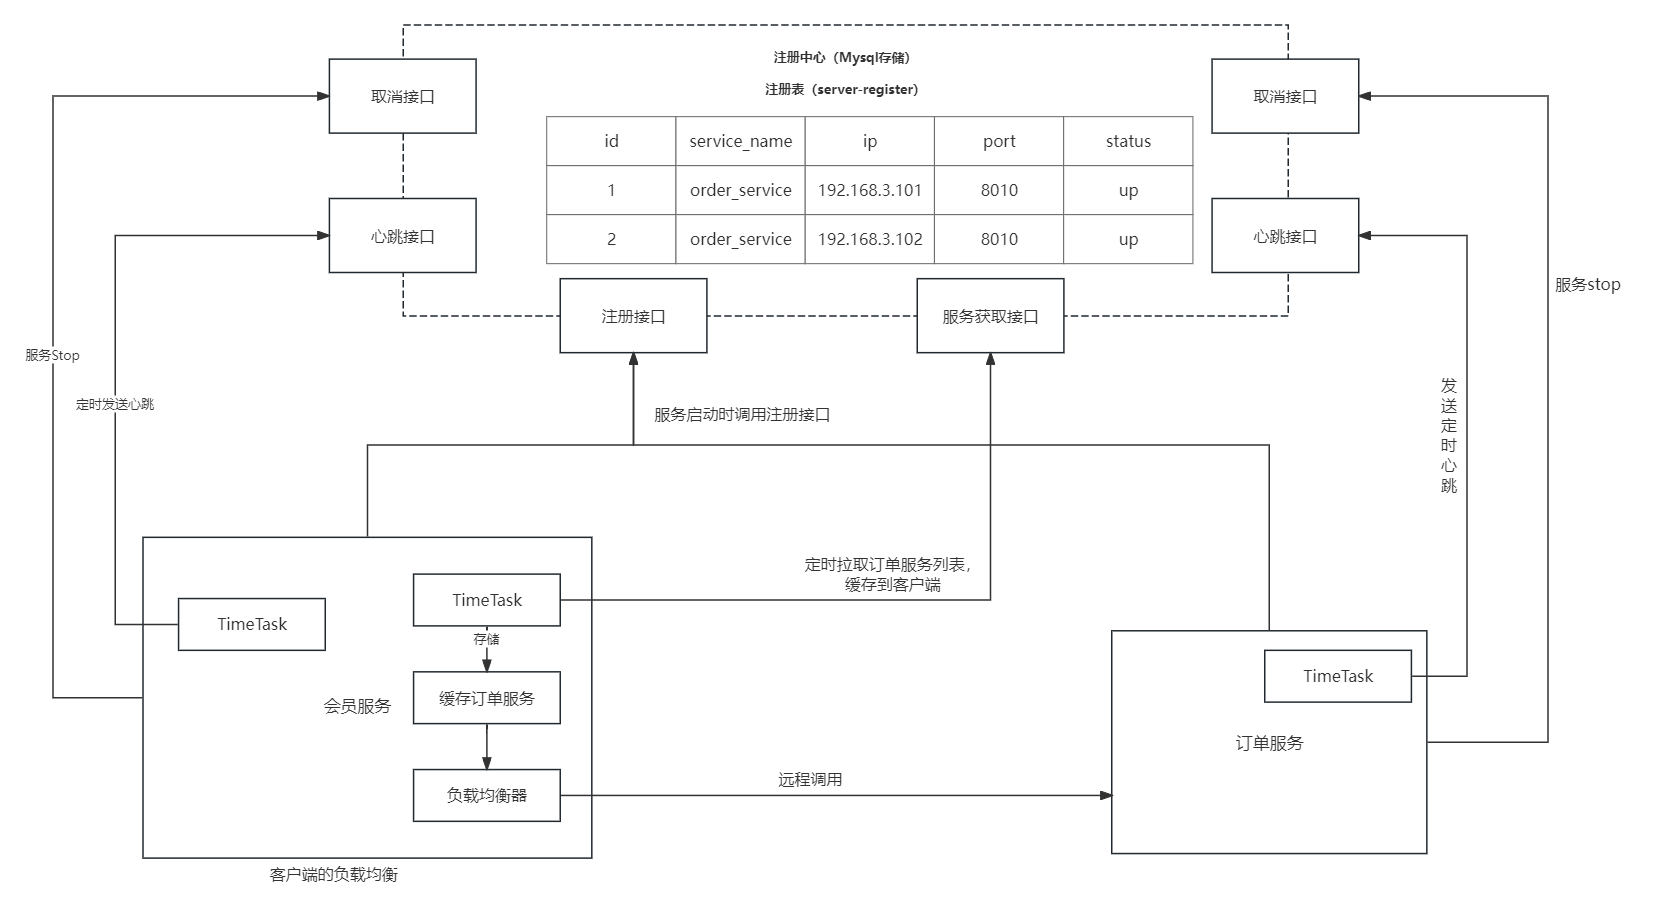 注册中心（Mysql存储）
注册表（server-register）
取消接口
取消接口
id service_name ip port status
1 order_service 192.168.3.101 8010 up
2 order_service 192.168.3.102 8010 up
心跳接口
心跳接口
注册接口
服务获取接口
服务stop
服务Stop
定时发送心跳
服务启动时调用注册接口
发送定时心跳
定时拉取订单服务列表，
缓存到客户端
TimeTask
TimeTask
存储
缓存订单服务
会员服务
负载均衡器
远程调用
TimeTask
订单服务
客户端的负载均衡